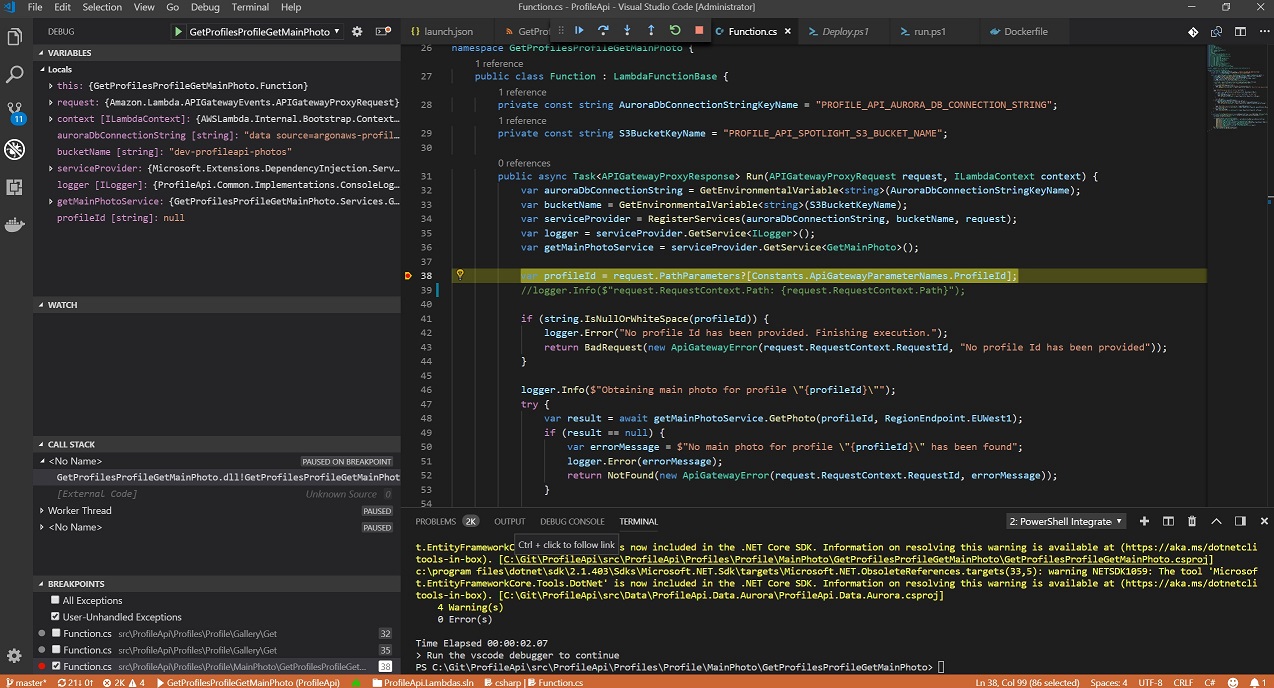 File Edit Selection View Go Debug Terminal Help Function.cs - ProfileApi - Visual Studio Code [Administrator]
DEBUG GetProfilesProfileGetMainPhoto
launch.json GetPro Function.cs Deploy.ps1 run.ps1 Dockerfile
VARIABLES
Locals
this: {GetProfilesProfileGetMainPhoto.Function}
request: {Amazon.Lambda.APIGatewayEvents.APIGatewayProxyRequest}
context [ILambdaContext]: {AWSLambda.Internal.Bootstrap.Context...
auroraDbConnectionString [string]: "data source=argonaws-profil...
bucketName [string]: "dev-profileapi-photos"
serviceProvider: {Microsoft.Extensions.DependencyInjection.Serv...
logger [ILogger]: {ProfileApi.Common.Implementations.ConsoleLog...
getMainPhotoService: {GetProfilesProfileGetMainPhoto.Services.G...
profileId [string]: null
11
WATCH
CALL STACK
<No Name> PAUSED ON BREAKPOINT
GetProfilesProfileGetMainPhoto.dll!GetProfilesProfileGetMainPhot
[External Code] Unknown Source 0
Worker Thread PAUSED
<No Name> PAUSED
BREAKPOINTS
All Exceptions
User-Unhandled Exceptions
Function.cs src\ProfileApi\Profiles\Profile\Gallery\Get 32
Function.cs src\ProfileApi\Profiles\Profile\Gallery\Get 35
Function.cs src\ProfileApi\Profiles\Profile\MainPhoto\GetProfilesProfileGet... 38
26 namespace GetProfilesProfileGetMainPhoto {
1 reference
27 public class Function : LambdaFunctionBase {
1 reference
28 private const string AuroraDbConnectionStringKeyName = "PROFILE_API_AURORA_DB_CONNECTION_STRING";
1 reference
29 private const string S3BucketKeyName = "PROFILE_API_SPOTLIGHT_S3_BUCKET_NAME";
30
0 references
31 public async Task<APIGatewayProxyResponse> Run(APIGatewayProxyRequest request, ILambdaContext context) {
32 var auroraDbConnectionString = GetEnvironmentalVariable<string>(AuroraDbConnectionStringKeyName);
33 var bucketName = GetEnvironmentalVariable<string>(S3BucketKeyName);
34 var serviceProvider = RegisterServices(auroraDbConnectionString, bucketName, request);
35 var logger = serviceProvider.GetService<ILogger>();
36 var getMainPhotoService = serviceProvider.GetService<GetMainPhoto>();
37
38 var profileId = request.PathParameters?[Constants.ApiGatewayParameterNames.ProfileId];
39 //logger.Info($"request.RequestContext.Path: {request.RequestContext.Path}");
40
41 if (string.IsNullOrWhiteSpace(profileId)) {
42 logger.Error("No profile Id has been provided. Finishing execution.");
43 return BadRequest(new ApiGatewayError(request.RequestContext.RequestId, "No profile Id has been provided"));
44 }
45
46 logger.Info($"Obtaining main photo for profile \"{profileId}\"");
47 try {
48 var result = await getMainPhotoService.GetPhoto(profileId, RegionEndpoint.EUWest1);
49 if (result == null) {
50 var errorMessage = $"No main photo for profile \"{profileId}\" has been found";
51 logger.Error(errorMessage);
52 return NotFound(new ApiGatewayError(request.RequestContext.RequestId, errorMessage));
53 }
54
PROBLEMS 2K OUTPUT DEBUG CONSOLE TERMINAL 2: PowerShell Integrate
Ctrl + click to follow link
t.EntityFrameworkC s now included in the .NET Core SDK. Information on resolving this warning is available at (https://aka.ms/dotnetcli
tools-in-box). [C:\Git\ProfileApi\src\ProfileApi\Profiles\Profile\MainPhoto\GetProfilesProfileGetMainPhoto\GetProfilesProfileGetMainPhoto.csproj]
c:\program files\dotnet\sdk\2.1.403\Sdks\Microsoft.NET.Sdk\targets\Microsoft.NET.ObsoleteReferences.targets(33,5): warning NETSDK1059: The tool 'Microsof
t.EntityFrameworkCore.Tools.DotNet' is now included in the .NET Core SDK. Information on resolving this warning is available at (https://aka.ms/dotnetcli
tools-in-box). [C:\Git\ProfileApi\src\Data\ProfileApi.Data.Aurora\ProfileApi.Data.Aurora.csproj]
4 Warning(s)
0 Error(s)
Time Elapsed 00:00:02.07
> Run the vscode debugger to continue
PS C:\Git\ProfileApi\src\ProfileApi\Profiles\Profile\MainPhoto\GetProfilesProfileGetMainPhoto>
master* 21↓ 0↑ 2K 4 GetProfilesProfileGetMainPhoto (ProfileApi) ProfileApi.Lambdas.sln csharp | Function.cs Ln 38, Col 99 (86 selected) Spaces: 4 UTF-8 CRLF C# 1